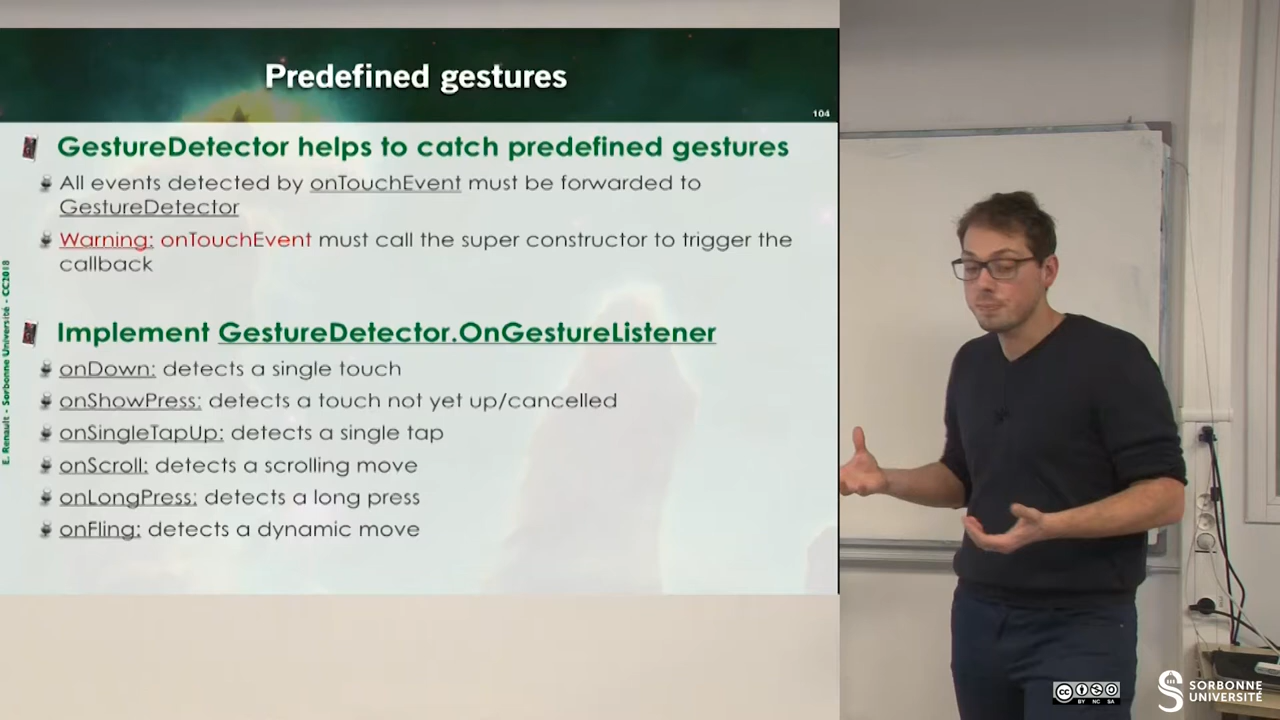 Predefined gestures
104
GestureDetector helps to catch predefined gestures
All events detected by onTouchEvent must be forwarded to
GestureDetector
Warning: onTouchEvent must call the super constructor to trigger the
callback
Implement GestureDetector.OnGestureListener
onDown: detects a single touch
onShowPress: detects a touch not yet up/cancelled
onSingleTapUp: detects a single tap
onScroll: detects a scrolling move
onLongPress: detects a long press
onFling: detects a dynamic move
E. Renault - Sorbonne Université - CC2018
CC BY NC SA
SORBONNE
UNIVERSITÉ